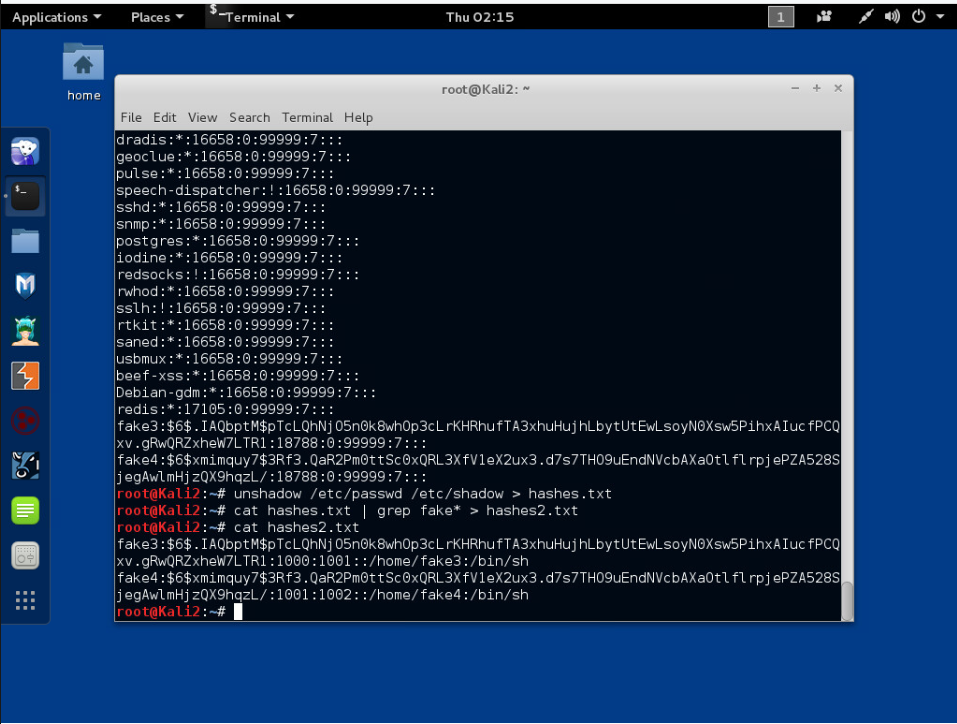 Applications Places Terminal Thu 02:15 1
home
root@Kali2: ~
File Edit View Search Terminal Help
dradis:*:16658:0:99999:7:::
geoclue:*:16658:0:99999:7:::
pulse:*:16658:0:99999:7:::
speech-dispatcher:!:16658:0:99999:7:::
sshd:*:16658:0:99999:7:::
snmp:*:16658:0:99999:7:::
postgres:*:16658:0:99999:7:::
iodine:*:16658:0:99999:7:::
redsocks:!:16658:0:99999:7:::
rwhod:*:16658:0:99999:7:::
sslh:!:16658:0:99999:7:::
rtkit:*:16658:0:99999:7:::
saned:*:16658:0:99999:7:::
usbmux:*:16658:0:99999:7:::
beef-xss:*:16658:0:99999:7:::
Debian-gdm:*:16658:0:99999:7:::
redis:*:17105:0:99999:7:::
fake3:$6$.IAQbptM$pTcLQhNjO5n0k8whOp3cLrKHRhufTA3xhuHujhLbytUtEwLsoyN0Xsw5PihxAIucfPCQ
xv.gRwQRZxheW7LTR1:18788:0:99999:7:::
fake4:$6$xmimquy7$3Rf3.QaR2Pm0ttSc0xQRL3XfV1eX2ux3.d7s7THO9uEndNVcbAXaOtlflrpjePZA528S
jegAwlmHjzQX9hqzL/:18788:0:99999:7:::
root@Kali2:~# unshadow /etc/passwd /etc/shadow > hashes.txt
root@Kali2:~# cat hashes.txt | grep fake* > hashes2.txt
root@Kali2:~# cat hashes2.txt
fake3:$6$.IAQbptM$pTcLQhNjO5n0k8whOp3cLrKHRhufTA3xhuHujhLbytUtEwLsoyN0Xsw5PihxAIucfPCQ
xv.gRwQRZxheW7LTR1:1000:1001::/home/fake3:/bin/sh
fake4:$6$xmimquy7$3Rf3.QaR2Pm0ttSc0xQRL3XfV1eX2ux3.d7s7THO9uEndNVcbAXaOtlflrpjePZA528S
jegAwlmHjzQX9hqzL/:1001:1002::/home/fake4:/bin/sh
root@Kali2:~#